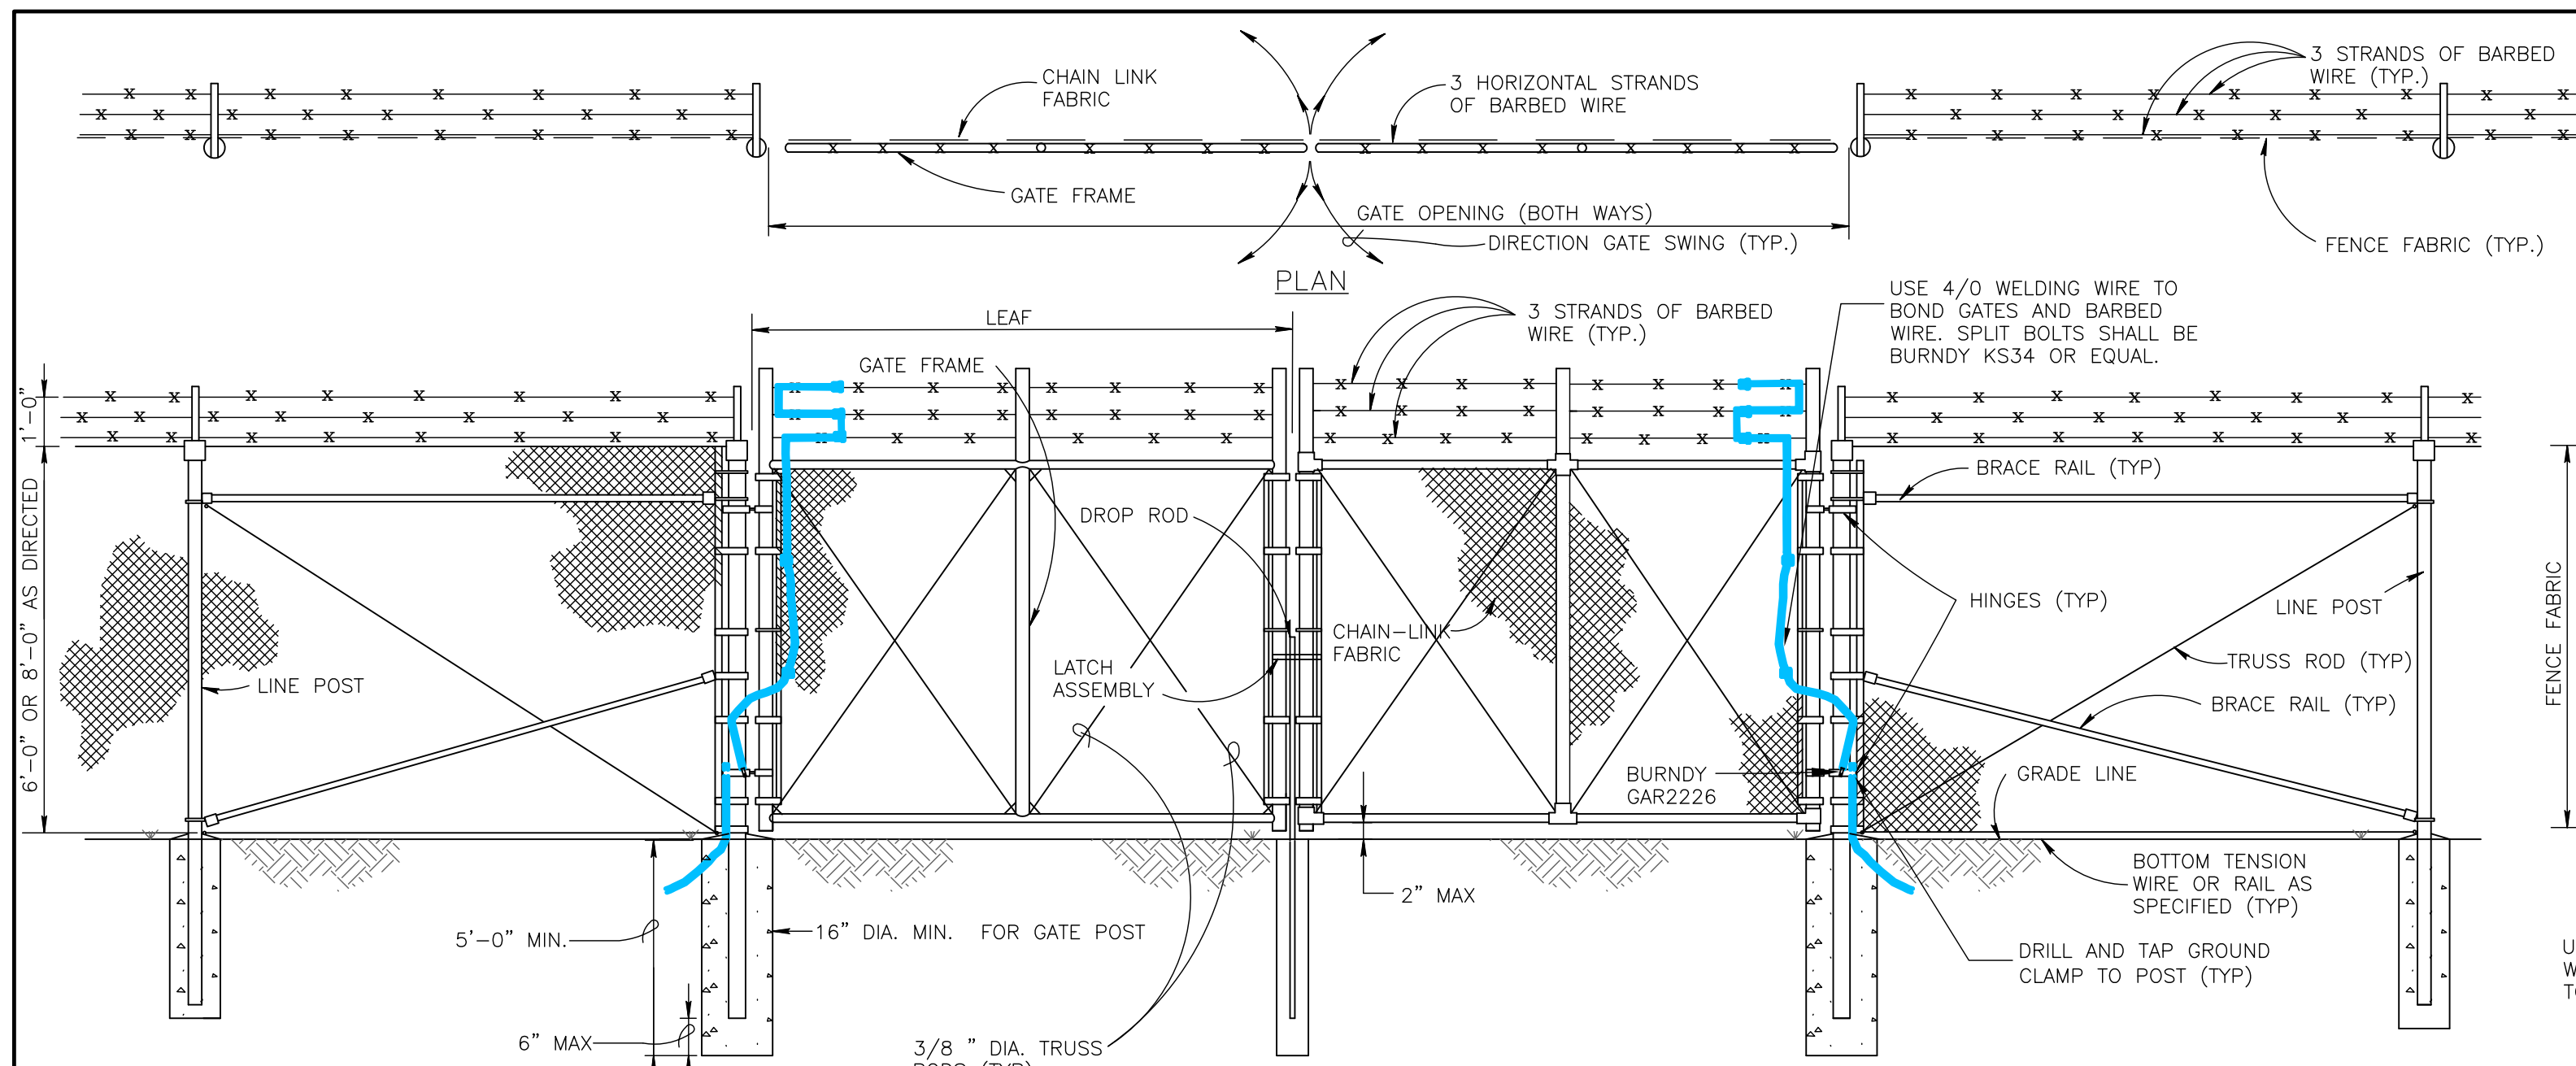 CHAIN LINK
FABRIC
3 HORIZONTAL STRANDS
OF BARBED WIRE
3 STRANDS OF BARBED
WIRE (TYP.)
GATE FRAME
GATE OPENING (BOTH WAYS)
DIRECTION GATE SWING (TYP.)
FENCE FABRIC (TYP.)
PLAN
USE 4/0 WELDING WIRE TO
BOND GATES AND BARBED
WIRE. SPLIT BOLTS SHALL BE
BURNDY KS34 OR EQUAL.
LEAF
3 STRANDS OF BARBED
WIRE (TYP.)
GATE FRAME
1'-0"
6'-0" OR 8'-0" AS DIRECTED
BRACE RAIL (TYP)
DROP ROD
HINGES (TYP)
LINE POST
FENCE FABRIC
CHAIN-LINK
FABRIC
LATCH
ASSEMBLY
LINE POST
TRUSS ROD (TYP)
BRACE RAIL (TYP)
BURNDY
GAR2226
GRADE LINE
2" MAX
BOTTOM TENSION
WIRE OR RAIL AS
SPECIFIED (TYP)
5'-0" MIN.
16" DIA. MIN. FOR GATE POST
DRILL AND TAP GROUND
CLAMP TO POST (TYP)
6" MAX
3/8 " DIA. TRUSS